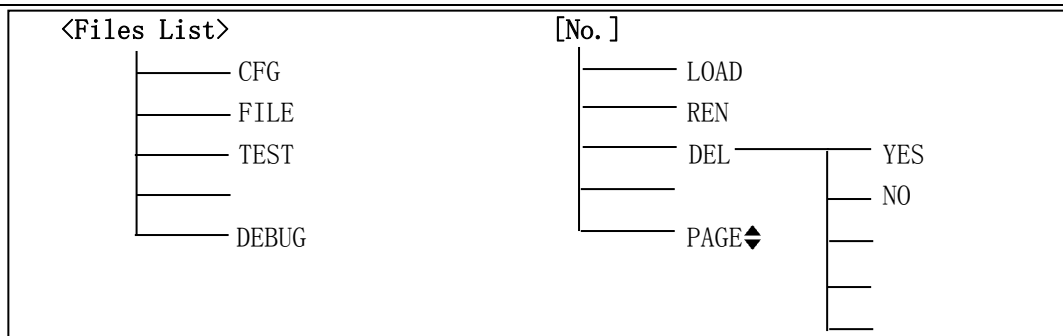 <Files List>
CFG
FILE
TEST
DEBUG
[No.]
LOAD
REN
DEL
YES
NO
PAGE